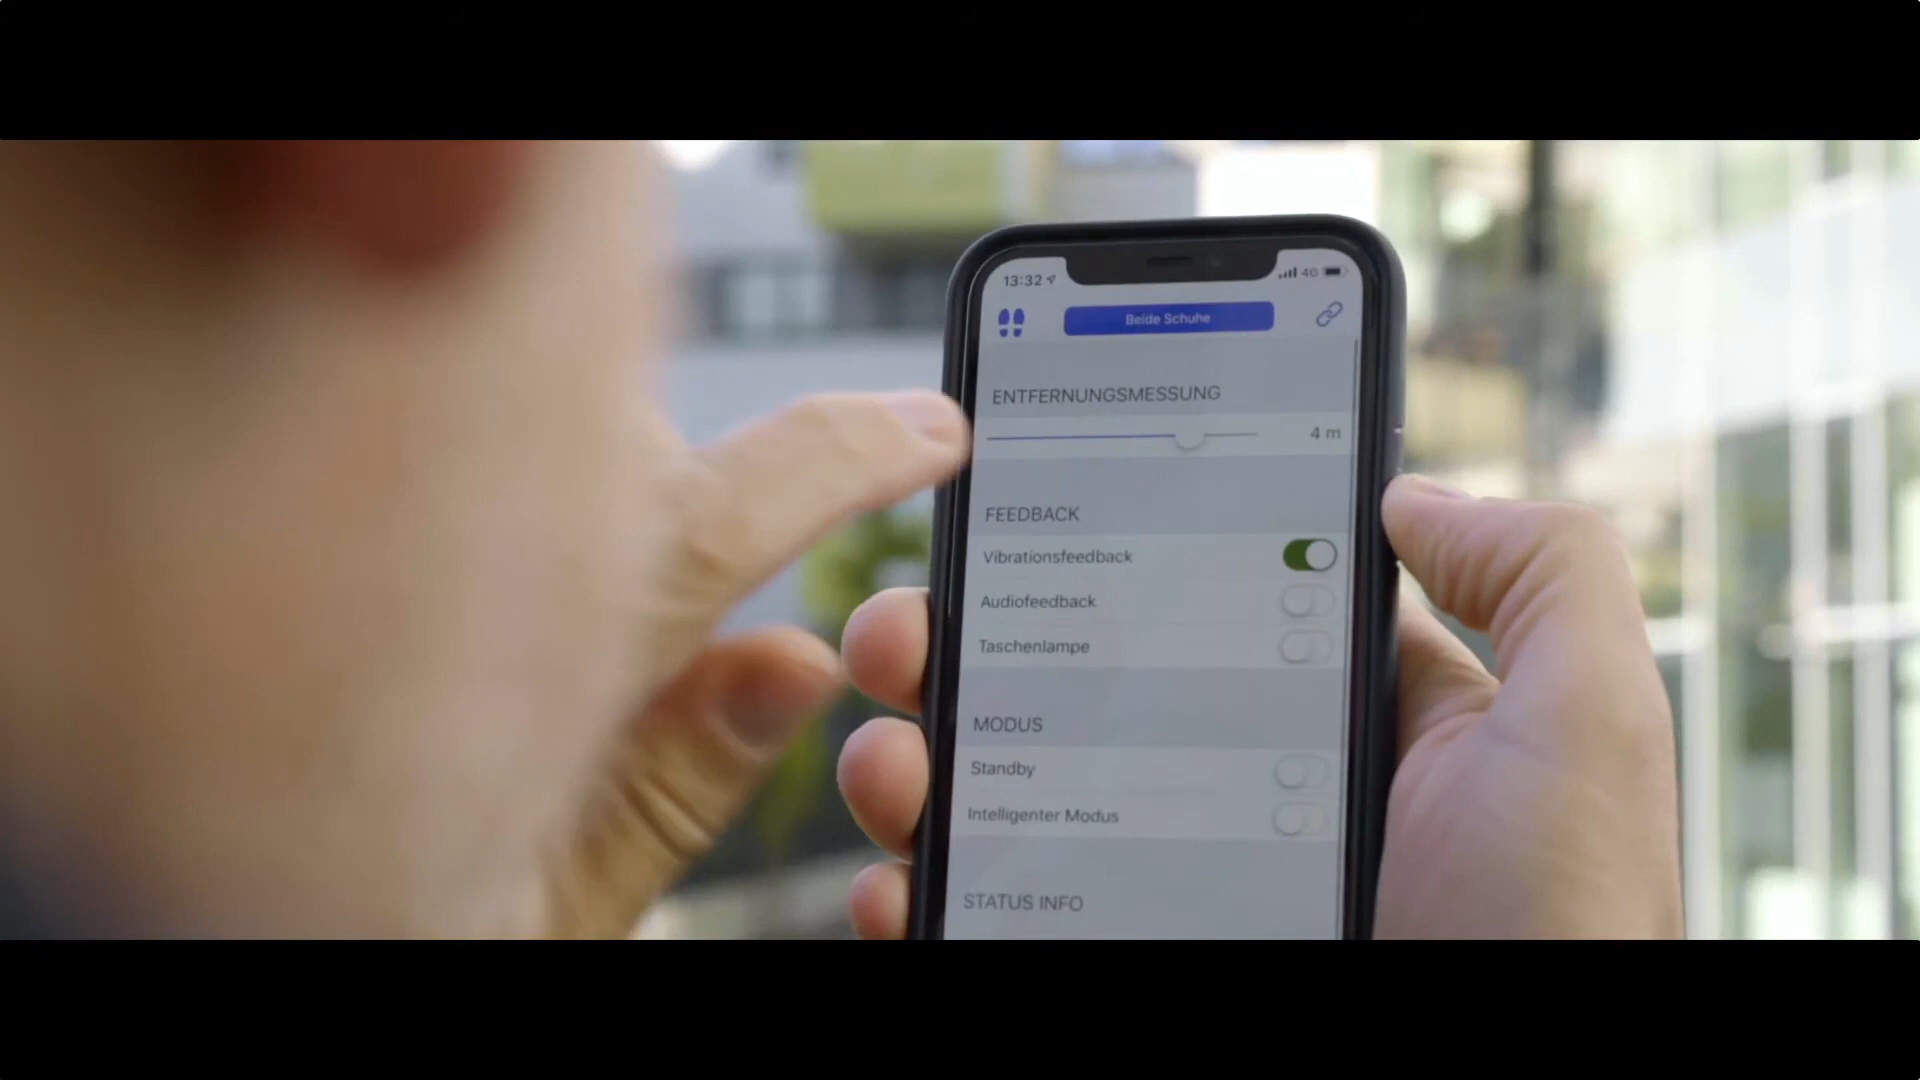 13:32
4G
Beide Schuhe
ENTFERNUNGSMESSUNG
4 m
FEEDBACK
Vibrationsfeedback
Audiofeedback
Taschenlampe
MODUS
Standby
Intelligenter Modus
STATUS INFO